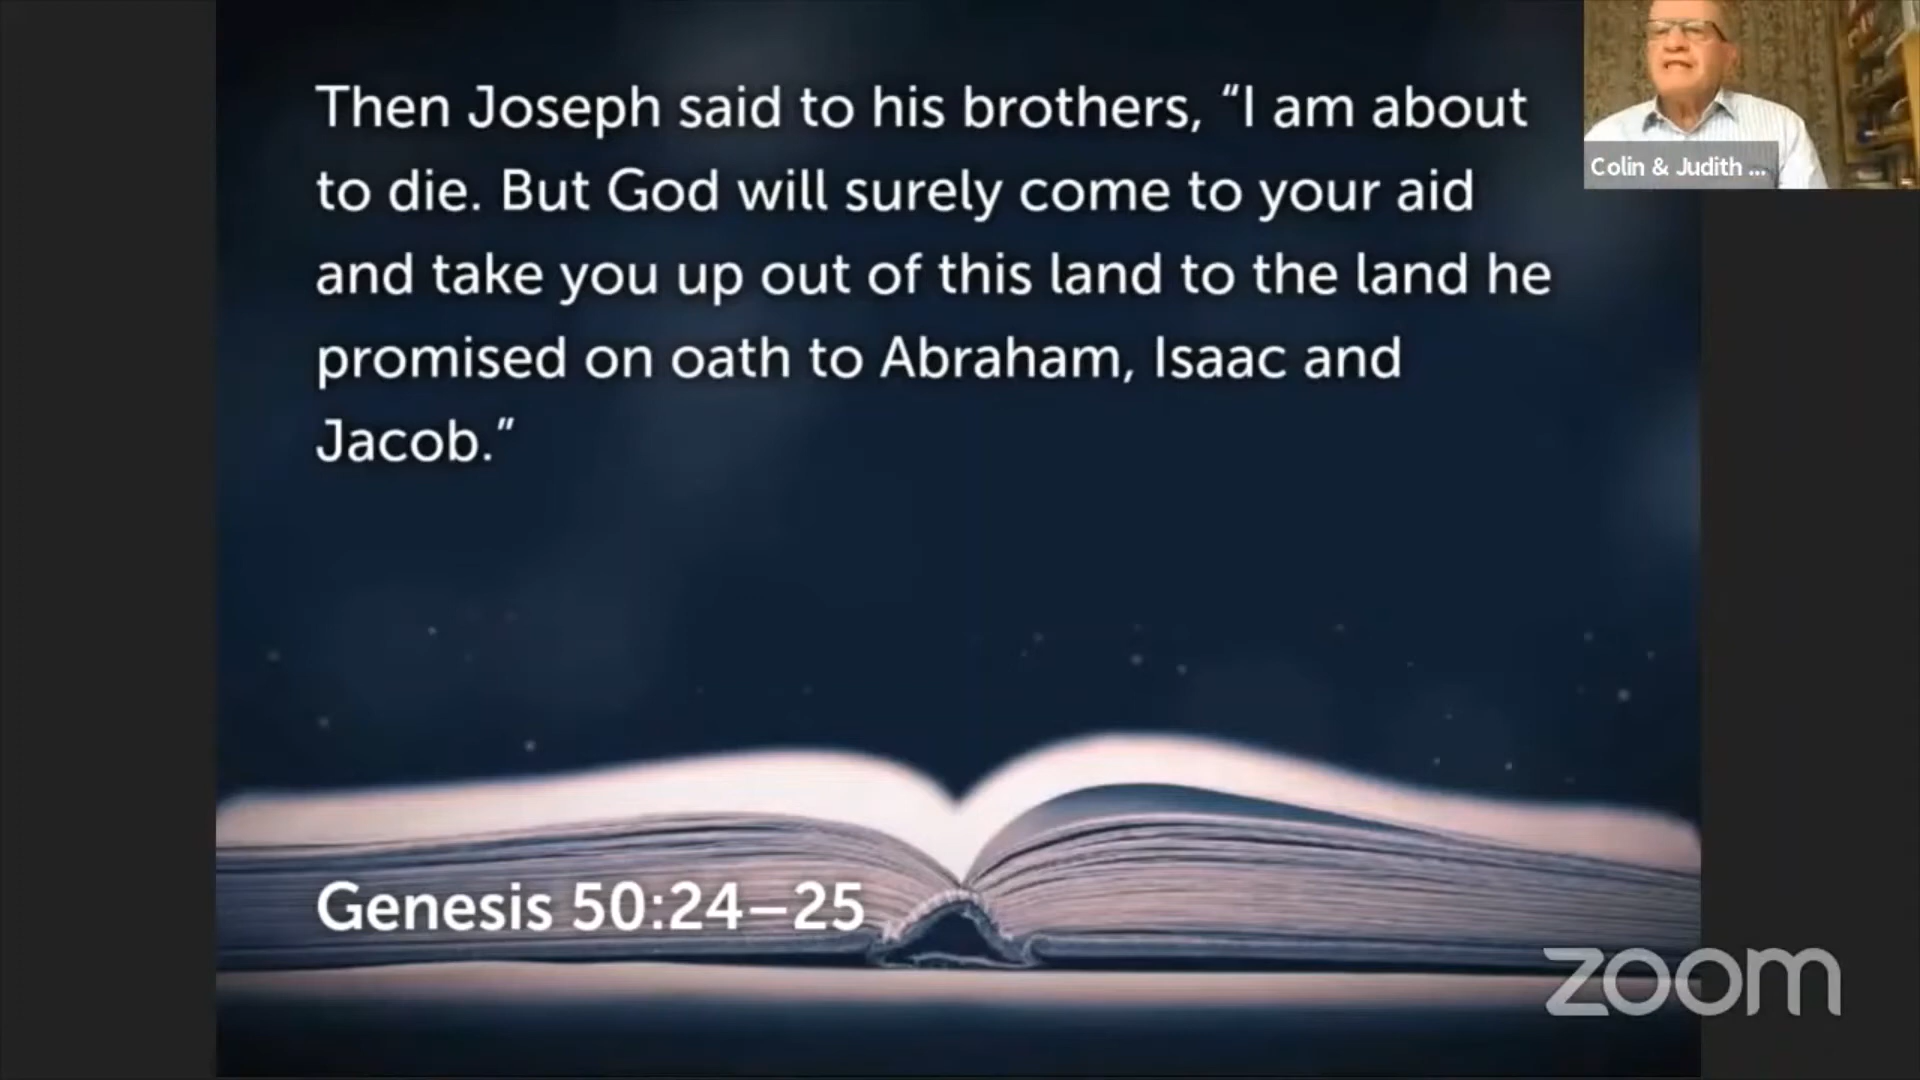 Then Joseph said to his brothers, “I am about
to die. But God will surely come to your aid
and take you up out of this land to the land he
promised on oath to Abraham, Isaac and
Jacob.”
Colin & Judith ...
Genesis 50:24–25
zoom